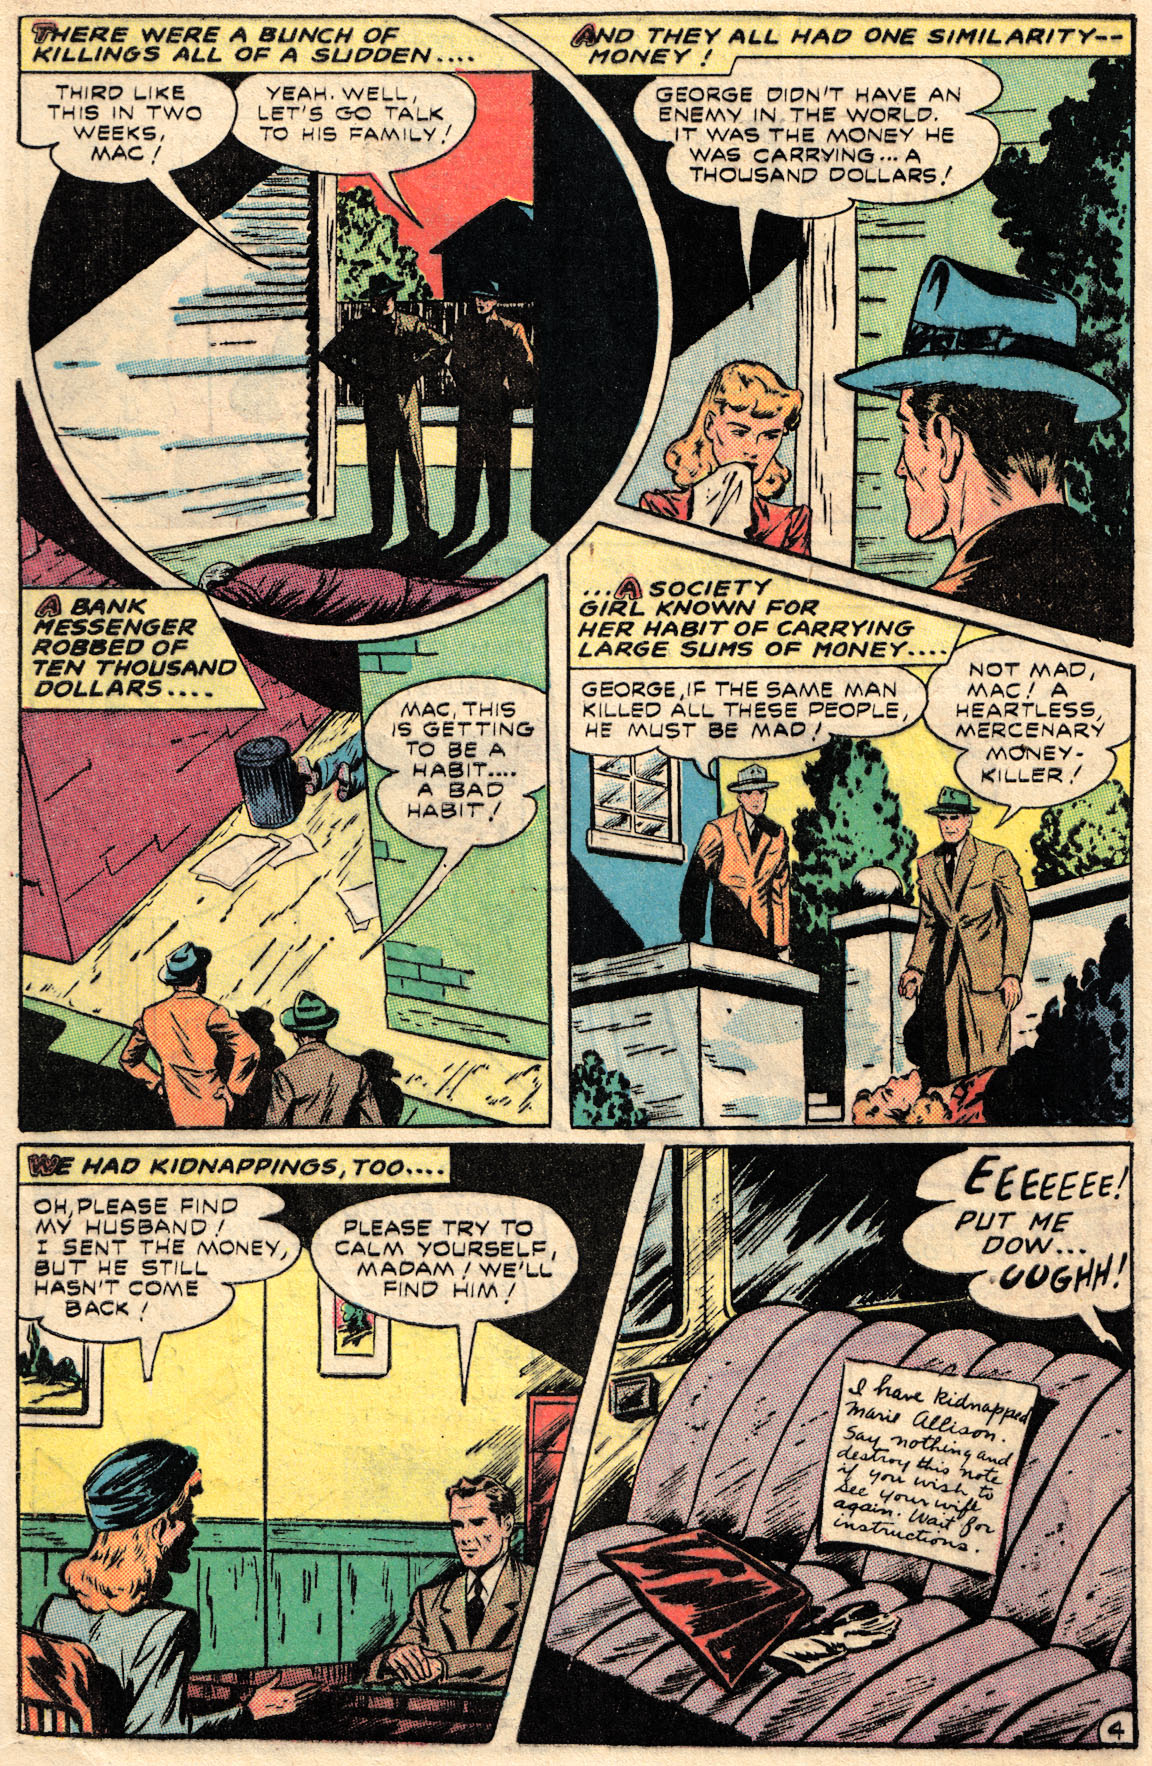 THERE WERE A BUNCH OF
KILLINGS ALL OF A SUDDEN....
THIRD LIKE
THIS IN TWO
WEEKS,
MAC!
YEAH. WELL,
LET'S GO TALK
TO HIS FAMILY!
AND THEY ALL HAD ONE SIMILARITY--
MONEY!
GEORGE DIDN'T HAVE AN
ENEMY IN THE WORLD.
IT WAS THE MONEY HE
WAS CARRYING... A
THOUSAND DOLLARS!
A BANK
MESSENGER
ROBBED OF
TEN THOUSAND
DOLLARS....
MAC, THIS
IS GETTING
TO BE A
HABIT....
A BAD
HABIT!
...A SOCIETY
GIRL KNOWN FOR
HER HABIT OF CARRYING
LARGE SUMS OF MONEY....
GEORGE, IF THE SAME MAN
KILLED ALL THESE PEOPLE,
HE MUST BE MAD!
NOT MAD,
MAC! A
HEARTLESS,
MERCENARY
MONEY-
KILLER!
WE HAD KIDNAPPINGS, TOO....
OH, PLEASE FIND
MY HUSBAND!
I SENT THE MONEY,
BUT HE STILL
HASN'T COME
BACK!
PLEASE TRY TO
CALM YOURSELF,
MADAM! WE'LL
FIND HIM!
EEEEEEE!
PUT ME
DOW...
UUGHH!
I have kidnapped
Marie Allison.
Say nothing and
destroy this note
if you wish to
see your wife
again. Wait for
instructions.
4